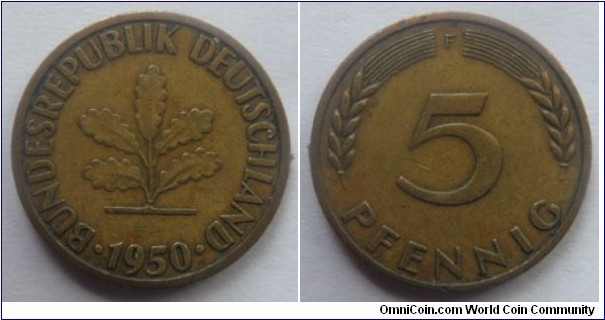 BUNDESREPUBLIK DEUTSCHLAND
·1950·
F
5
PFENNIG
OmniCoin.com World Coin Community